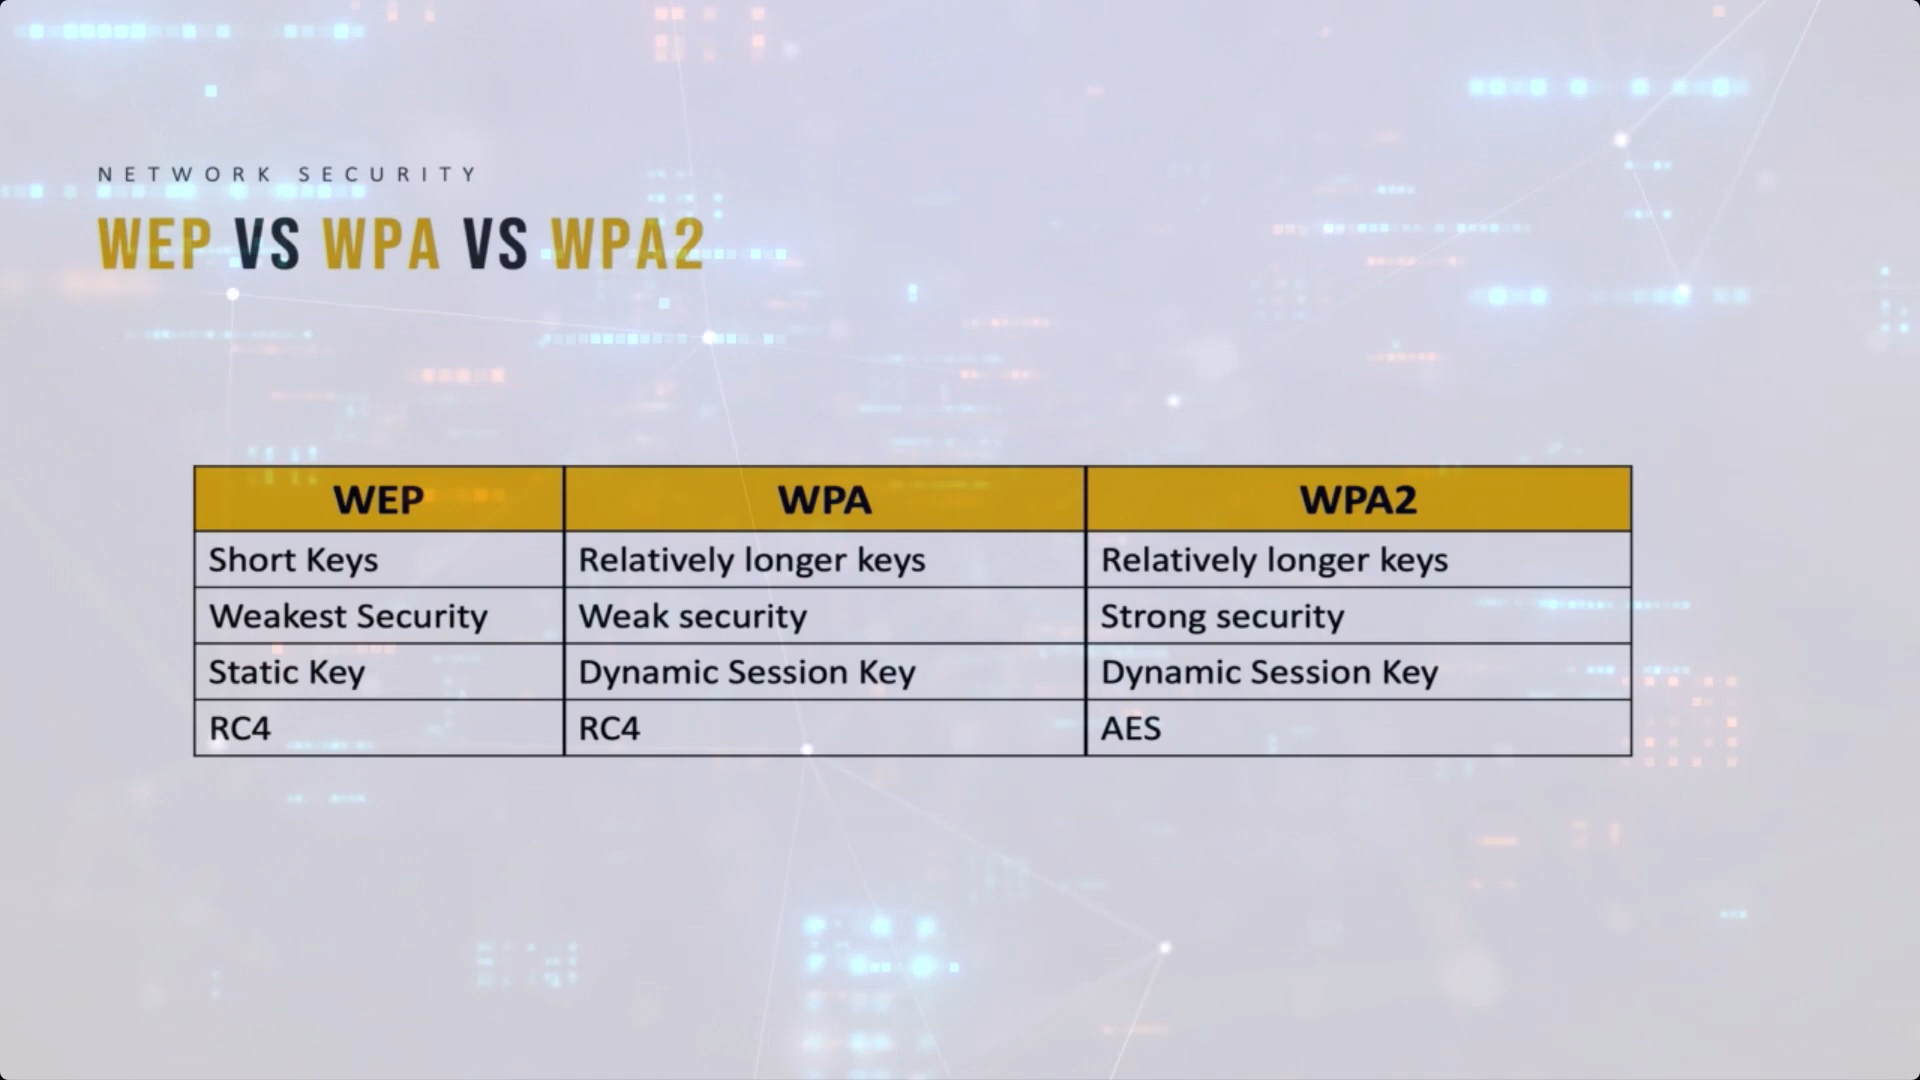 NETWORK SECURITY
WEP VS WPA VS WPA2
WEP WPA WPA2
Short Keys Relatively longer keys Relatively longer keys
Weakest Security Weak security Strong security
Static Key Dynamic Session Key Dynamic Session Key
RC4 RC4 AES